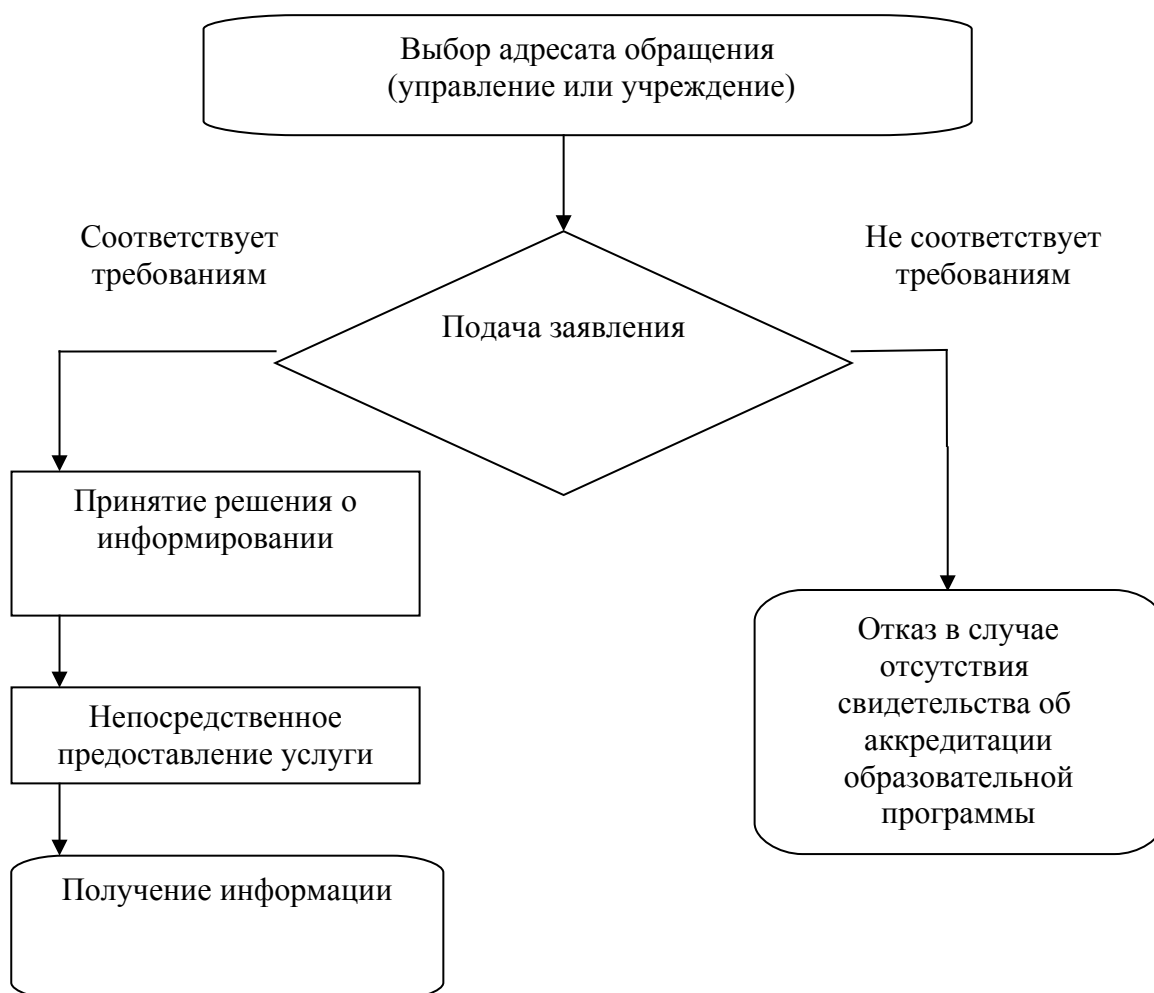 Выбор адресата обращения
(управление или учреждение)
Соответствует
требованиям
Не соответствует
требованиям
Подача заявления
Принятие решения о
информировании
Непосредственное
предоставление услуги
Получение информации
Отказ в случае
отсутствия
свидетельства об
аккредитации
образовательной
программы